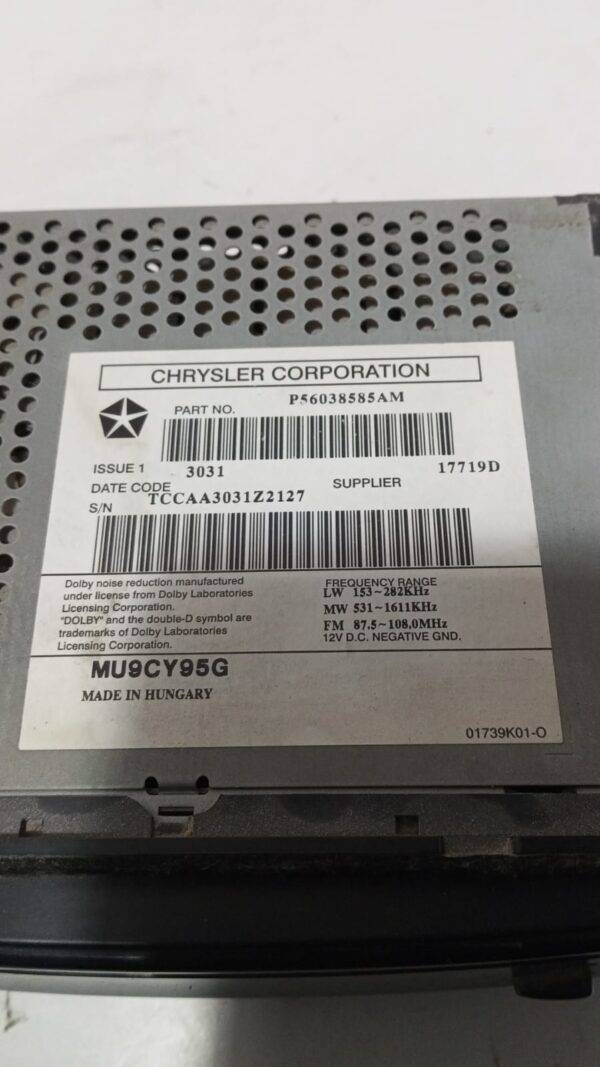 CHRYSLER CORPORATION
PART NO. P56038585AM
ISSUE 1 3031 17719D
DATE CODE SUPPLIER
S/N TCCAA3031Z2127
Dolby noise reduction manufactured
under license from Dolby Laboratories
Licensing Corporation.
"DOLBY" and the double-D symbol are
trademarks of Dolby Laboratories
Licensing Corporation.
FREQUENCY RANGE
LW 153~282KHz
MW 531~1611KHz
FM 87.5~108.0MHz
12V D.C. NEGATIVE GND.
MU9CY95G
MADE IN HUNGARY
01739K01-O